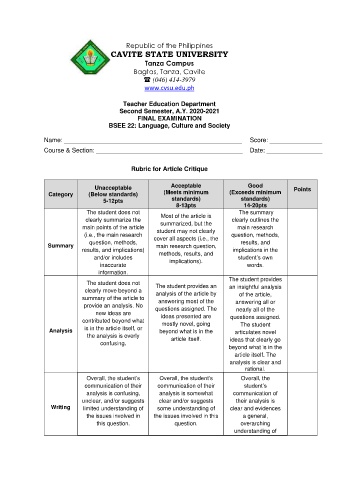 Republic of the Philippines
CAVITE STATE UNIVERSITY
Tanza Campus
Bagtas, Tanza, Cavite
☎ (046) 414-3979
www.cvsu.edu.ph
Teacher Education Department
Second Semester, A.Y. 2020-2021
FINAL EXAMINATION
BSEE 22: Language, Culture and Society
Name: ____ Score: ____
Course & Section: ____ Date: ____
Rubric for Article Critique
Category
Unacceptable
(Below standards)
5-12pts
Acceptable
(Meets minimum
standards)
8-13pts
Good
(Exceeds minimum
standards)
14-20pts
Points
Summary
The student does not
clearly summarize the
main points of the article
(i.e., the main research
question, methods,
results, and implications)
and/or includes
inaccurate
information.
Most of the article is
summarized, but the
student may not clearly
cover all aspects (i.e., the
main research question,
methods, results, and
implications).
The summary
clearly outlines the
main research
question, methods,
results, and
implications in the
student's own
words.
Analysis
The student does not
clearly move beyond a
summary of the article to
provide an analysis. No
new ideas are
contributed beyond what
is in the article itself, or
the analysis is overly
confusing.
The student provides an
analysis of the article by
answering most of the
questions assigned. The
ideas presented are
mostly novel, going
beyond what is in the
article itself.
The student provides
an insightful analysis
of the article,
answering all or
nearly all of the
questions assigned.
The student
articulates novel
ideas that clearly go
beyond what is in the
article itself. The
analysis is clear and
rational.
Writing
Overall, the student's
communication of their
analysis is confusing,
unclear, and/or suggests
limited understanding of
the issues involved in
this question.
Overall, the student's
communication of their
analysis is somewhat
clear and/or suggests
some understanding of
the issues involved in this
question.
Overall, the
student's
communication of
their analysis is
clear and evidences
a general,
overarching
understanding of